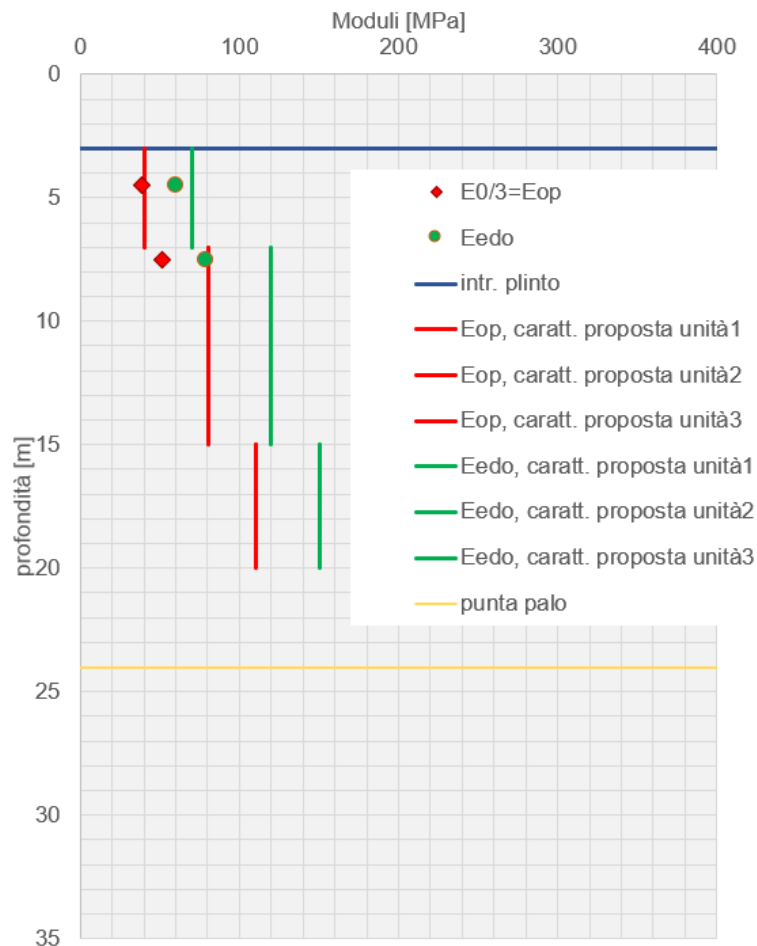 Moduli [MPa]
0 100 200 300 400
0
5
10
15
20
25
30
35
profondità [m]
E0/3=Eop
Eedo
intr. plinto
Eop, caratt. proposta unità1
Eop, caratt. proposta unità2
Eop, caratt. proposta unità3
Eedo, caratt. proposta unità1
Eedo, caratt. proposta unità2
Eedo, caratt. proposta unità3
punta palo